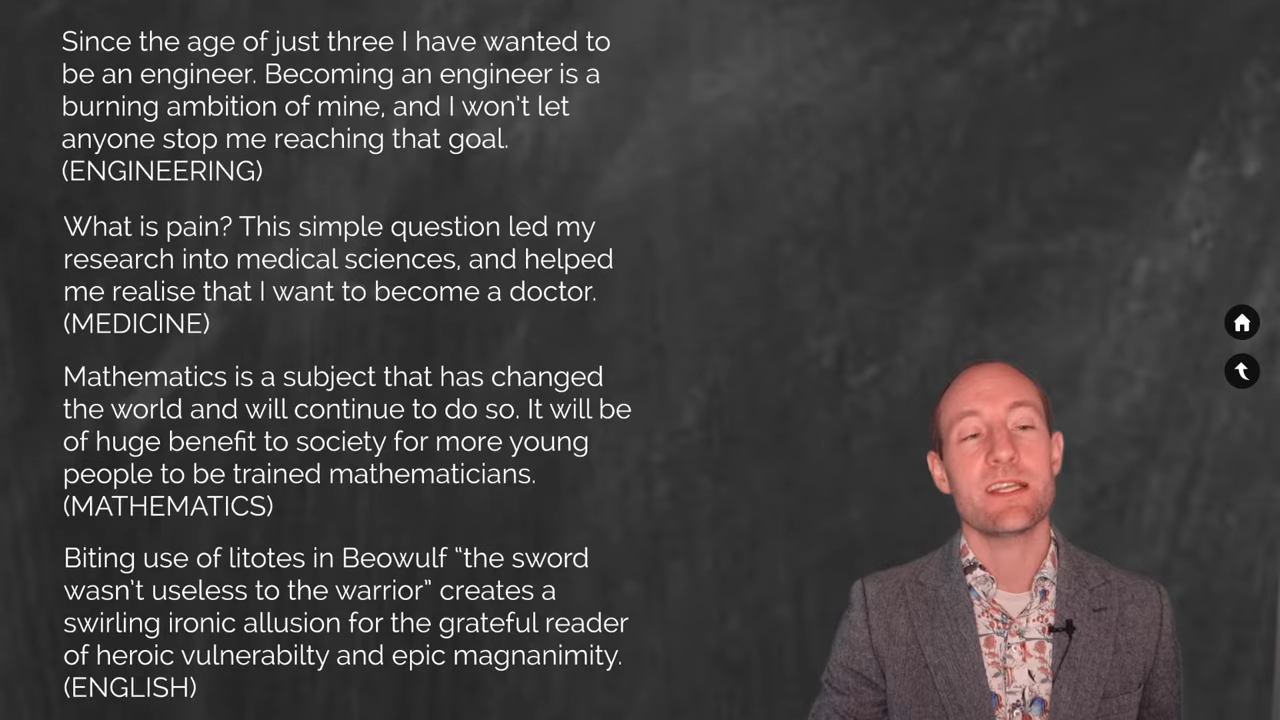 Since the age of just three I have wanted to
be an engineer. Becoming an engineer is a
burning ambition of mine, and I won't let
anyone stop me reaching that goal.
(ENGINEERING)
What is pain? This simple question led my
research into medical sciences, and helped
me realise that I want to become a doctor.
(MEDICINE)
Mathematics is a subject that has changed
the world and will continue to do so. It will be
of huge benefit to society for more young
people to be trained mathematicians.
(MATHEMATICS)
Biting use of litotes in Beowulf “the sword
wasn't useless to the warrior” creates a
swirling ironic allusion for the grateful reader
of heroic vulnerabilty and epic magnanimity.
(ENGLISH)